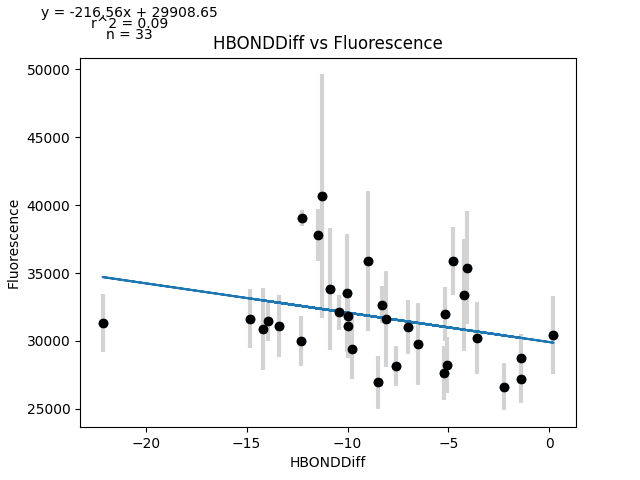 y = -216.56x + 29908.65
r^2 = 0.09
n = 33
HBONDDiff vs Fluorescence
50000
45000
40000
35000
30000
25000
Fluorescence
−20
−15
−10
−5
0
HBONDDiff